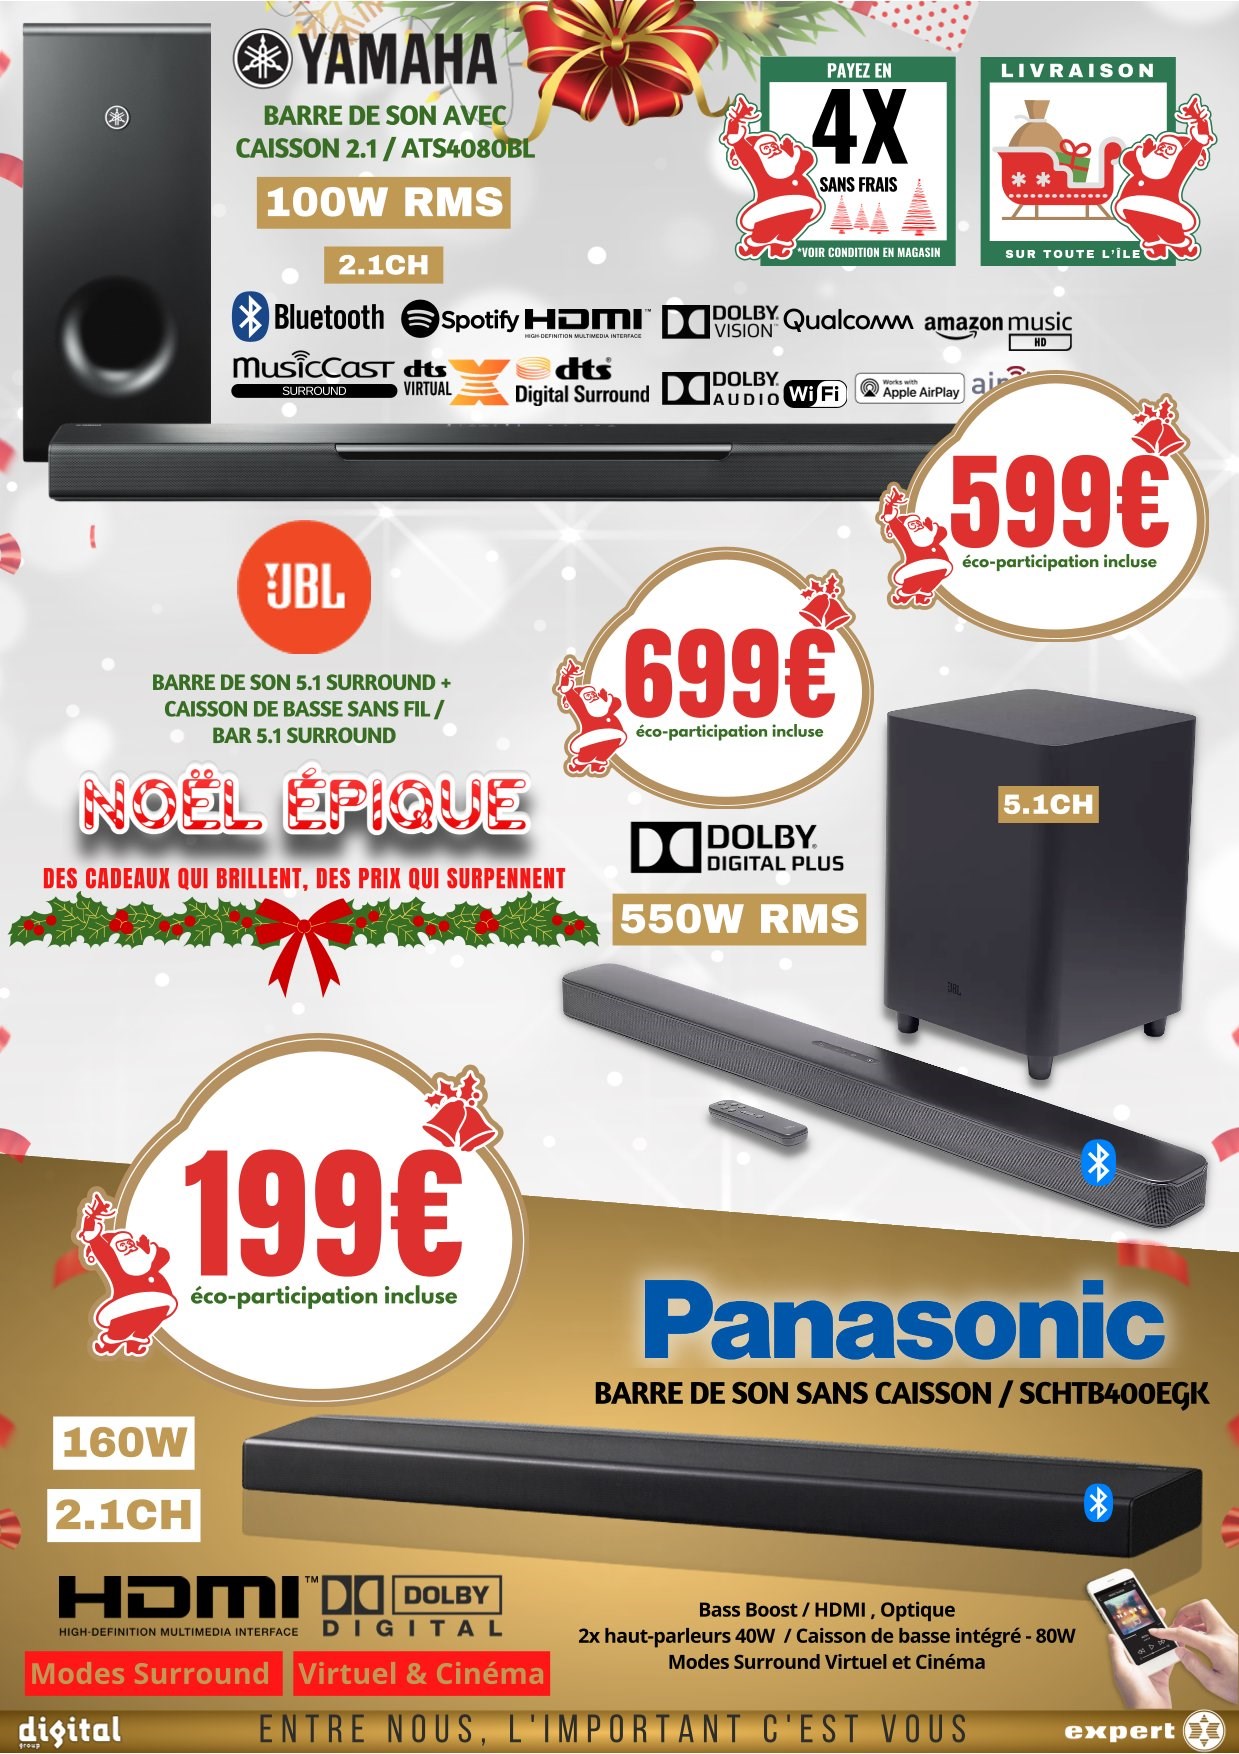 YAMAHA
BARRE DE SON AVEC
CAISSON 2.1 / ATS4080BL
100W RMS
2.1CH
PAYEZ EN
4X
SANS FRAIS
*VOIR CONDITION EN MAGASIN
LIVRAISON
SUR TOUTE L'ÎLE
Bluetooth Spotify HDMI DOLBY VISION Qualcomm amazon music HD
HIGH-DEFINITION MULTIMEDIA INTERFACE
MusicCast SURROUND dts VIRTUAL X dts Digital Surround DOLBY AUDIO Wi Fi Works with Apple AirPlay
599€
éco-participation incluse
JBL
BARRE DE SON 5.1 SURROUND +
CAISSON DE BASSE SANS FIL /
BAR 5.1 SURROUND
699€
éco-participation incluse
NOËL ÉPIQUE
DES CADEAUX QUI BRILLENT, DES PRIX QUI SURPENNENT
DOLBY
DIGITAL PLUS
550W RMS
5.1CH
JBL
199€
éco-participation incluse
Panasonic
BARRE DE SON SANS CAISSON / SCHTB400EGK
160W
2.1CH
HDMI™
HIGH-DEFINITION MULTIMEDIA INTERFACE
DOLBY
DIGITAL
Modes Surround Virtuel & Cinéma
Bass Boost / HDMI , Optique
2x haut-parleurs 40W / Caisson de basse intégré - 80W
Modes Surround Virtuel et Cinéma
digital
group
ENTRE NOUS, L'IMPORTANT C'EST VOUS
expert